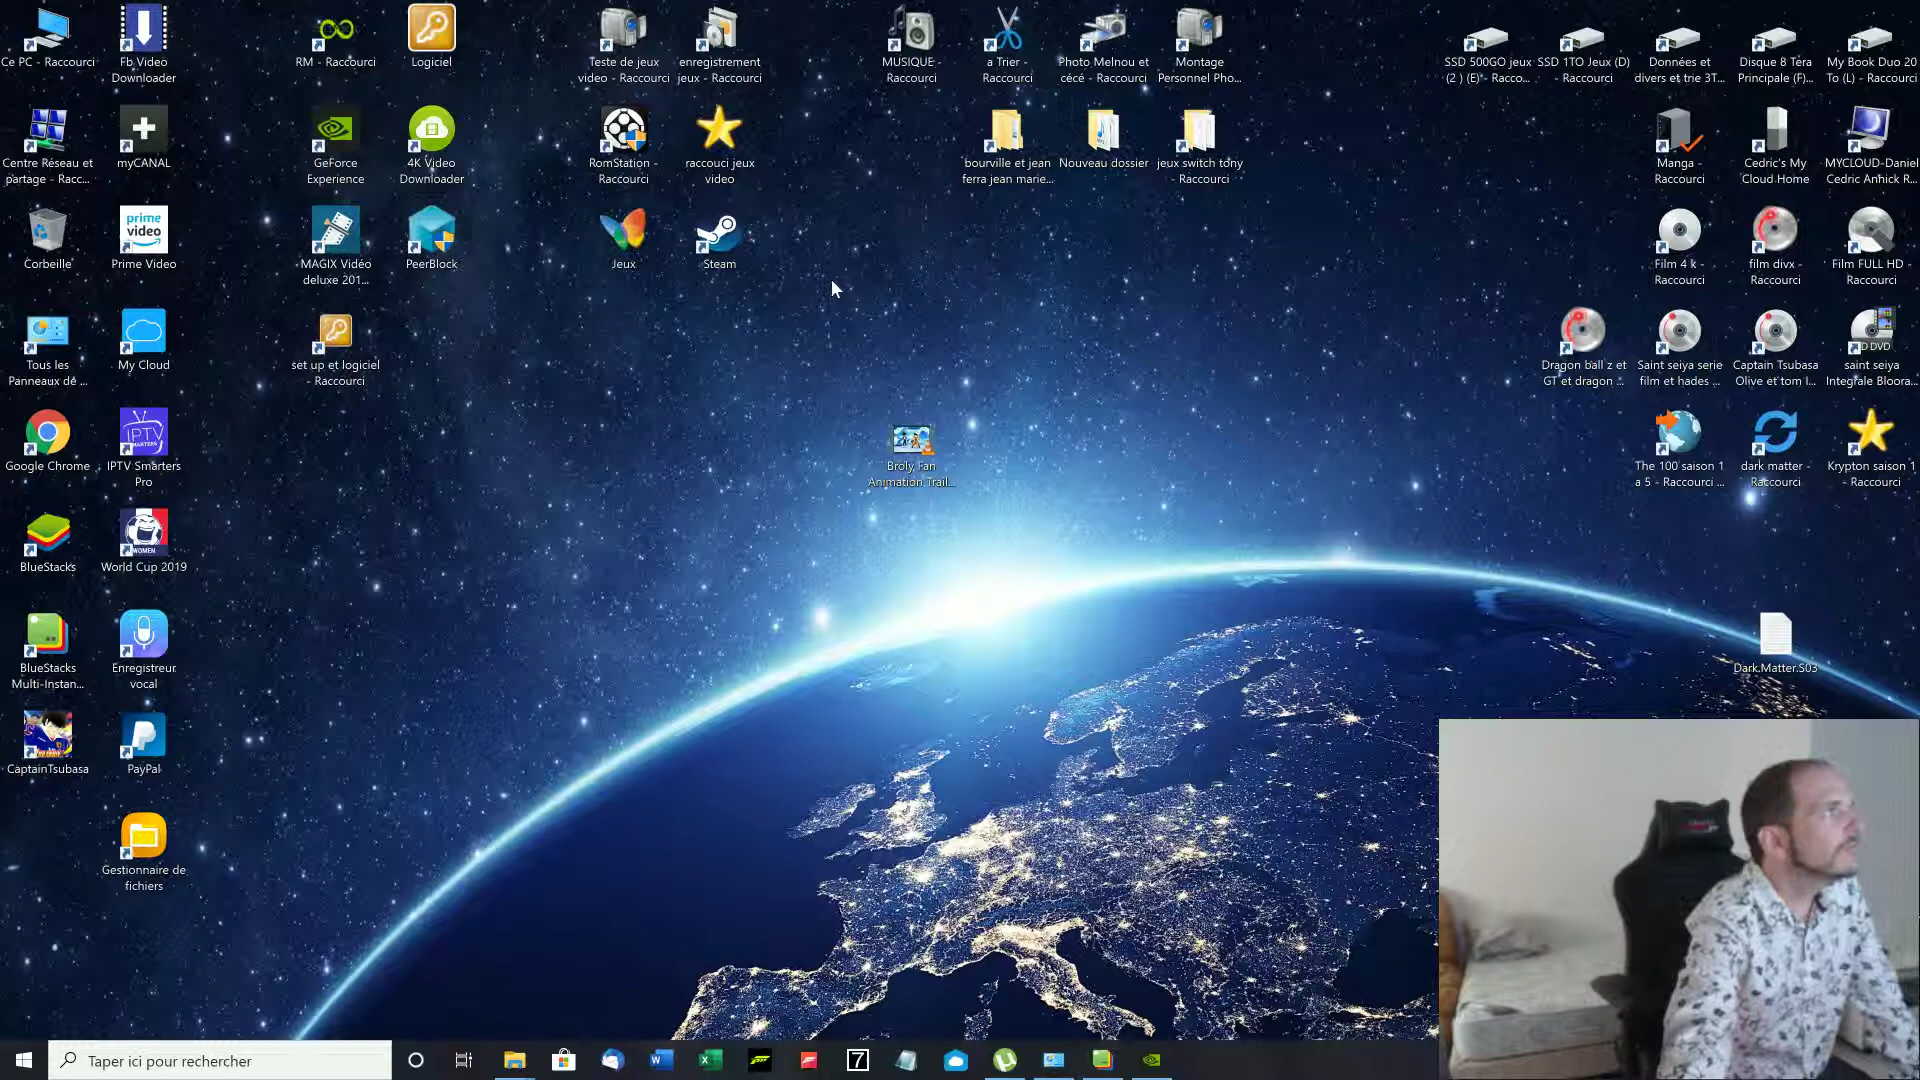 Ce PC - Raccourci
Fb Video
Downloader
RM - Raccourci
Logiciel
Teste de jeux
video - Raccourci
enregistrement
jeux - Raccourci
MUSIQUE -
Raccourci
a Trier -
Raccourci
Photo Melnou et
cécé - Raccourci
Montage
Personnel Pho...
SSD 500GO jeux
(2 ) (E) - Racco...
SSD 1TO Jeux (D)
- Raccourci
Données et
divers et trie 3T...
Disque 8 Téra
Principale (F)...
My Book Duo 20
To (L) - Raccourci
Centre Réseau et
partage - Racc...
myCANAL
GeForce
Experience
4K Video
Downloader
RomStation -
Raccourci
raccouci jeux
video
bourville et jean
ferra jean marie...
Nouveau dossier
jeux switch tony
- Raccourci
Manga -
Raccourci
Cedric's My
Cloud Home
MYCLOUD-Daniel
Cedric Annick R...
prime
video
Corbeille
Prime Video
MAGIX Vidéo
deluxe 201...
PeerBlock
Jeux
Steam
Film 4 k -
Raccourci
film divx -
Raccourci
Film FULL HD -
Raccourci
Tous les
Panneaux de ...
My Cloud
set up et logiciel
- Raccourci
Dragon ball z et
GT et dragon ...
Saint seiya serie
film et hades ...
Captain Tsubasa
Olive et tom I...
D DVD
saint seiya
Integrale Bloora...
IPTV
SMARTERS
Google Chrome
IPTV Smarters
Pro
Broly Fan
Animation Trail...
The 100 saison 1
a 5 - Raccourci ...
dark matter -
Raccourci
Krypton saison 1
- Raccourci
WOMEN
BlueStacks
World Cup 2019
BlueStacks
Multi-Instan...
Enregistreur
vocal
Dark.Matter.S03
CaptainTsubasa
PayPal
Gestionnaire de
fichiers
Taper ici pour rechercher
7